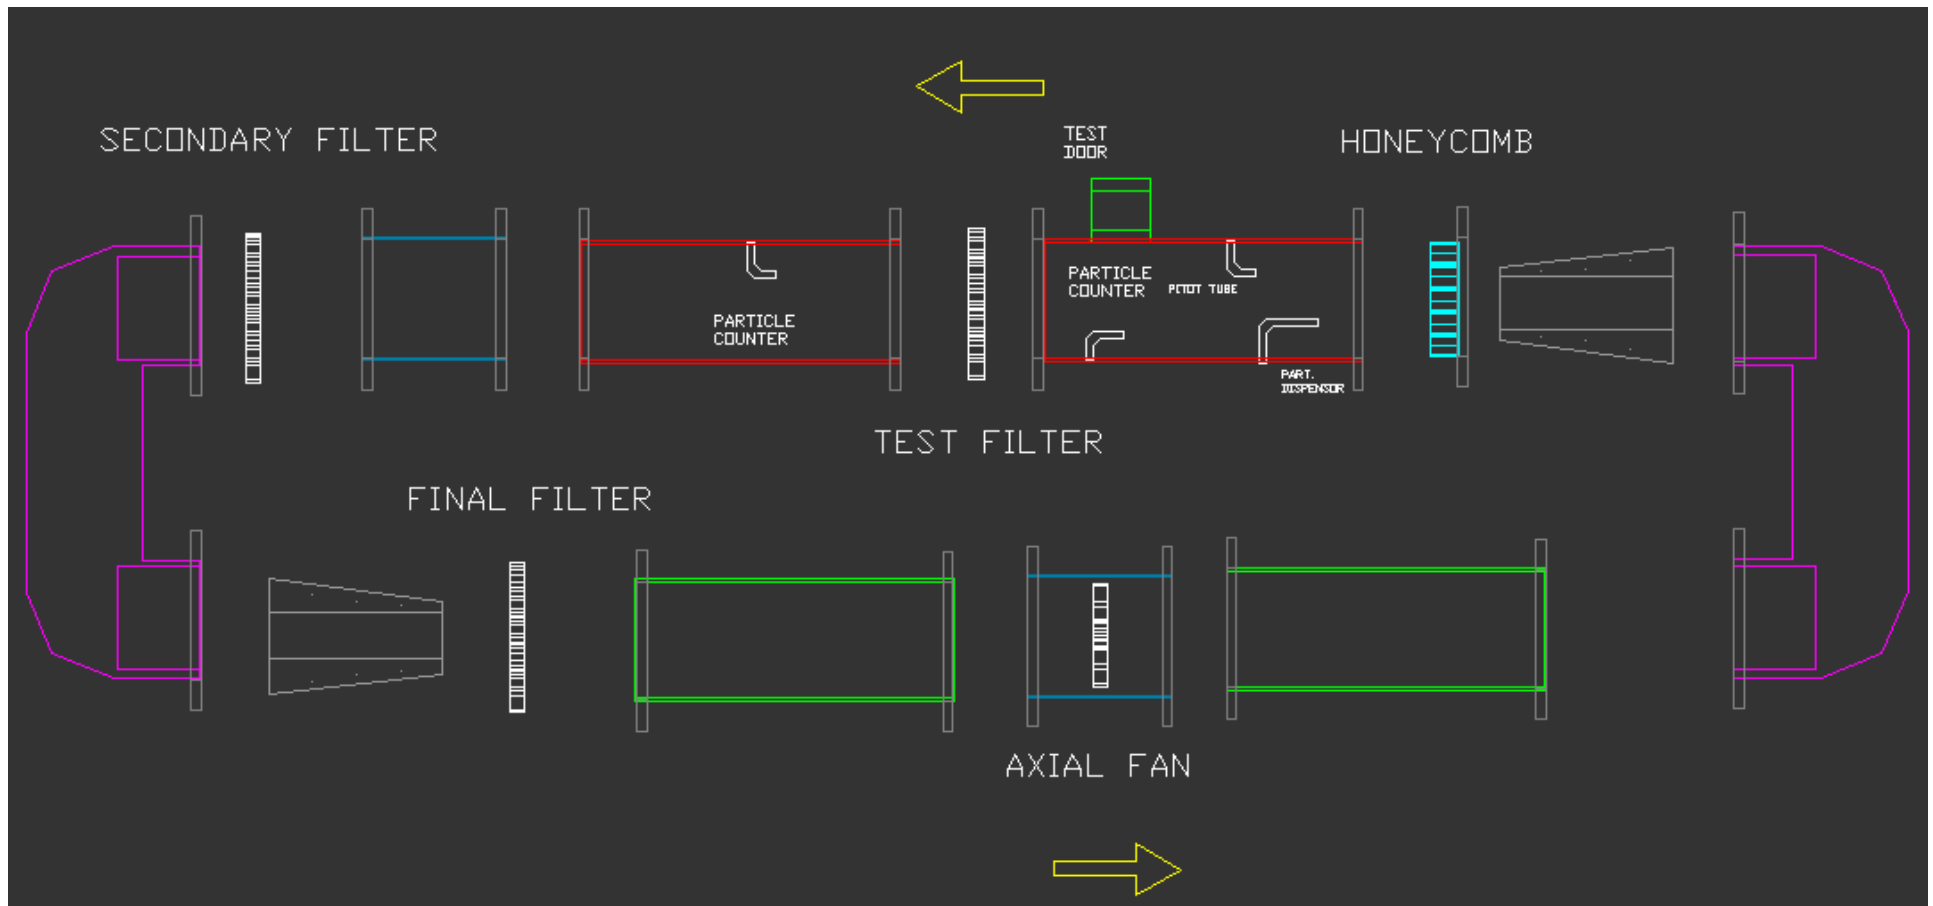 SECONDARY FILTER
TEST
DOOR
HONEYCOMB
PARTICLE
COUNTER
PITOT TUBE
PARTICLE
COUNTER
PART.
DISPENSOR
TEST FILTER
FINAL FILTER
AXIAL FAN